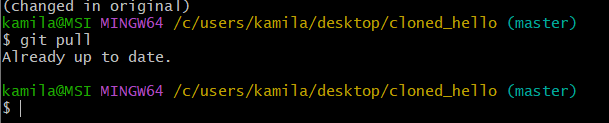 (changed in original)
kamila@MSI MINGW64 /c/users/kamila/desktop/cloned_hello (master)
$ git pull
Already up to date.
kamila@MSI MINGW64 /c/users/kamila/desktop/cloned_hello (master)
$